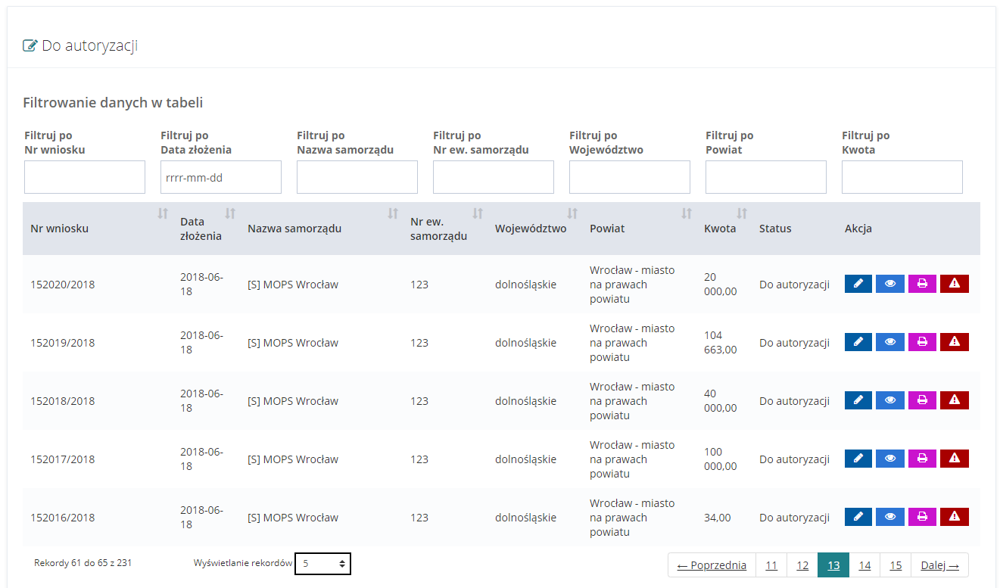 Do autoryzacji
Filtrowanie danych w tabeli
Filtruj po
Nr wniosku
Filtruj po
Data złożenia
rrrr-mm-dd
Filtruj po
Nazwa samorządu
Filtruj po
Nr ew. samorządu
Filtruj po
Województwo
Filtruj po
Powiat
Filtruj po
Kwota
Nr wniosku
Data
złożenia
Nazwa samorządu
Nr ew.
samorządu
Województwo
Powiat
Kwota
Status
Akcja
152020/2018
2018-06-
18
[S] MOPS Wrocław
123
dolnośląskie
Wrocław - miasto
na prawach
powiatu
20
000,00
Do autoryzacji
152019/2018
2018-06-
18
[S] MOPS Wrocław
123
dolnośląskie
Wrocław - miasto
na prawach
powiatu
104
663,00
Do autoryzacji
152018/2018
2018-06-
18
[S] MOPS Wrocław
123
dolnośląskie
Wrocław - miasto
na prawach
powiatu
40
000,00
Do autoryzacji
152017/2018
2018-06-
18
[S] MOPS Wrocław
123
dolnośląskie
Wrocław - miasto
na prawach
powiatu
100
000,00
Do autoryzacji
152016/2018
2018-06-
18
[S] MOPS Wrocław
123
dolnośląskie
Wrocław - miasto
na prawach
powiatu
34,00
Do autoryzacji
Rekordy 61 do 65 z 231
Wyświetlanie rekordów 5
← Poprzednia 11 12 13 14 15 Dalej →